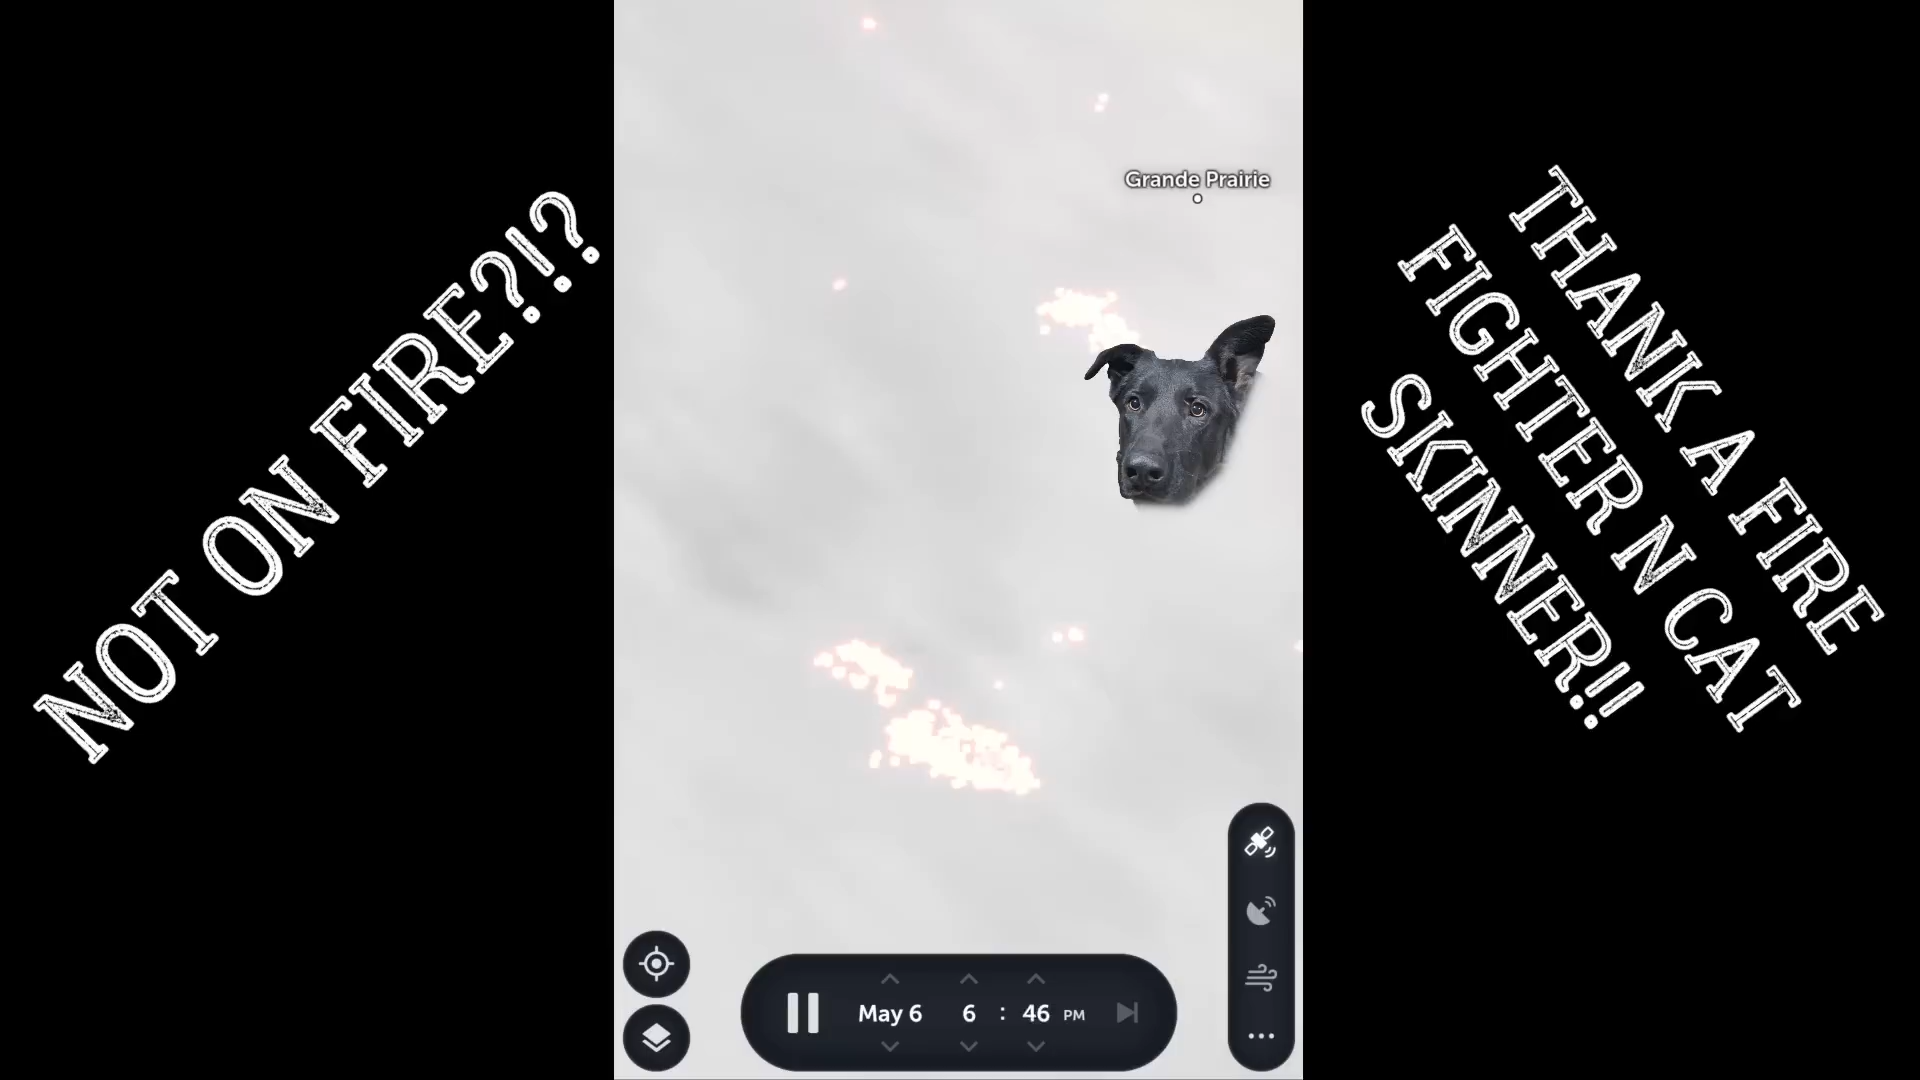 NOT ON FIRE?!?
Grande Prairie
THANK A FIRE
FIGHTER N CAT
SKINNER!!
May 6 6 : 46 PM